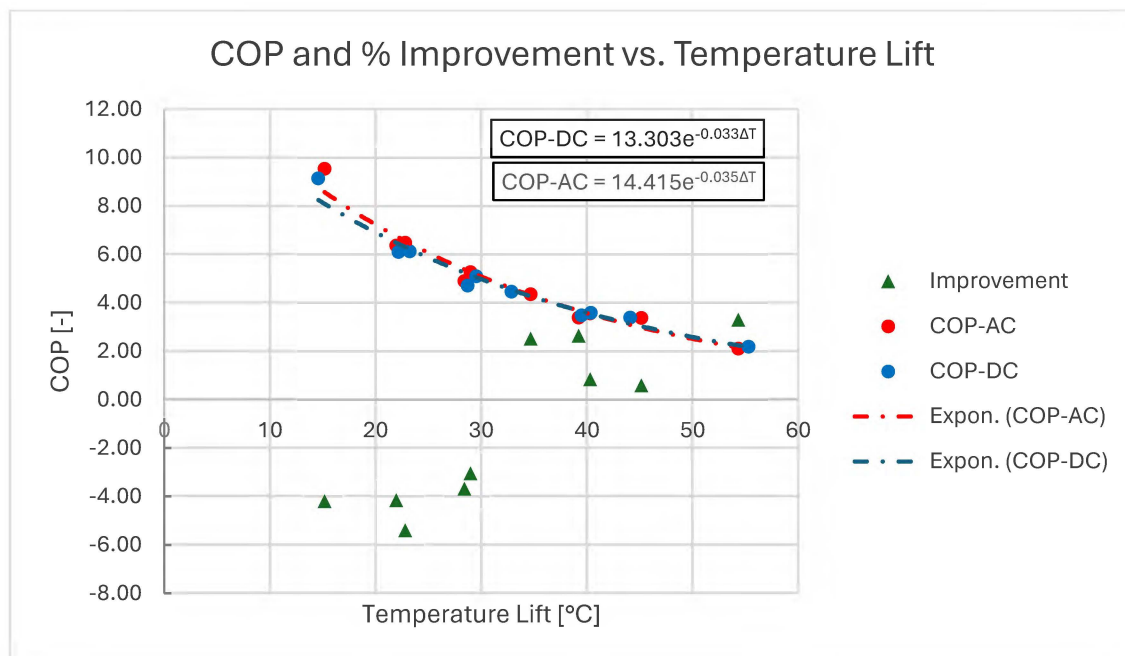 COP and % Improvement vs. Temperature Lift
12.00
10.00
8.00
6.00
4.00
2.00
0.00
-2.00
-4.00
-6.00
-8.00
COP [-]
COP-DC = 13.303e^-0.033ΔT
COP-AC = 14.415e^-0.035ΔT
0 10 20 30 40 50 60
Temperature Lift [°C]
Improvement
COP-AC
COP-DC
Expon. (COP-AC)
Expon. (COP-DC)